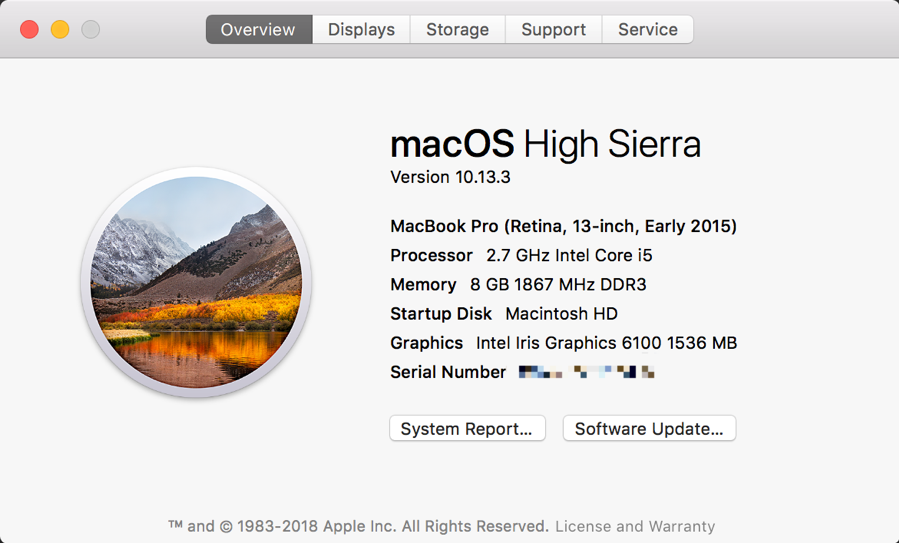 Overview Displays Storage Support Service
macOS High Sierra
Version 10.13.3
MacBook Pro (Retina, 13-inch, Early 2015)
Processor 2.7 GHz Intel Core i5
Memory 8 GB 1867 MHz DDR3
Startup Disk Macintosh HD
Graphics Intel Iris Graphics 6100 1536 MB
Serial Number
System Report... Software Update...
™ and © 1983-2018 Apple Inc. All Rights Reserved. License and Warranty